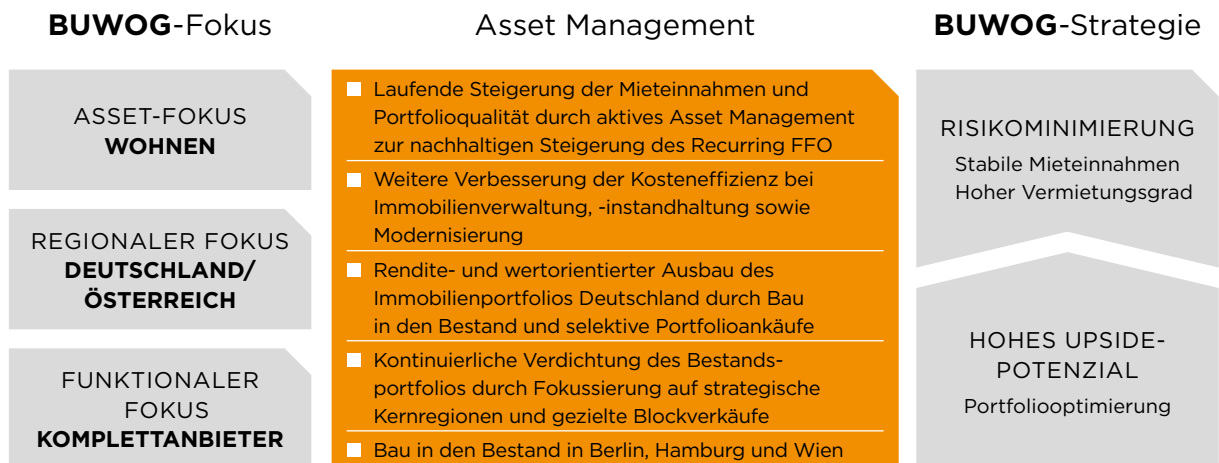 BUWOG-Fokus
ASSET-FOKUS
WOHNEN
REGIONALER FOKUS
DEUTSCHLAND/
ÖSTERREICH
FUNKTIONALER
FOKUS
KOMPLETTANBIETER
Asset Management
Laufende Steigerung der Mieteinnahmen und
Portfolioqualität durch aktives Asset Management
zur nachhaltigen Steigerung des Recurring FFO
Weitere Verbesserung der Kosteneffizienz bei
Immobilienverwaltung, -instandhaltung sowie
Modernisierung
Rendite- und wertorientierter Ausbau des
Immobilienportfolios Deutschland durch Bau
in den Bestand und selektive Portfolioankäufe
Kontinuierliche Verdichtung des Bestands-
portfolios durch Fokussierung auf strategische
Kernregionen und gezielte Blockverkäufe
Bau in den Bestand in Berlin, Hamburg und Wien
BUWOG-Strategie
RISIKOMINIMIERUNG
Stabile Mieteinnahmen
Hoher Vermietungsgrad
HOHES UPSIDE-
POTENZIAL
Portfoliooptimierung